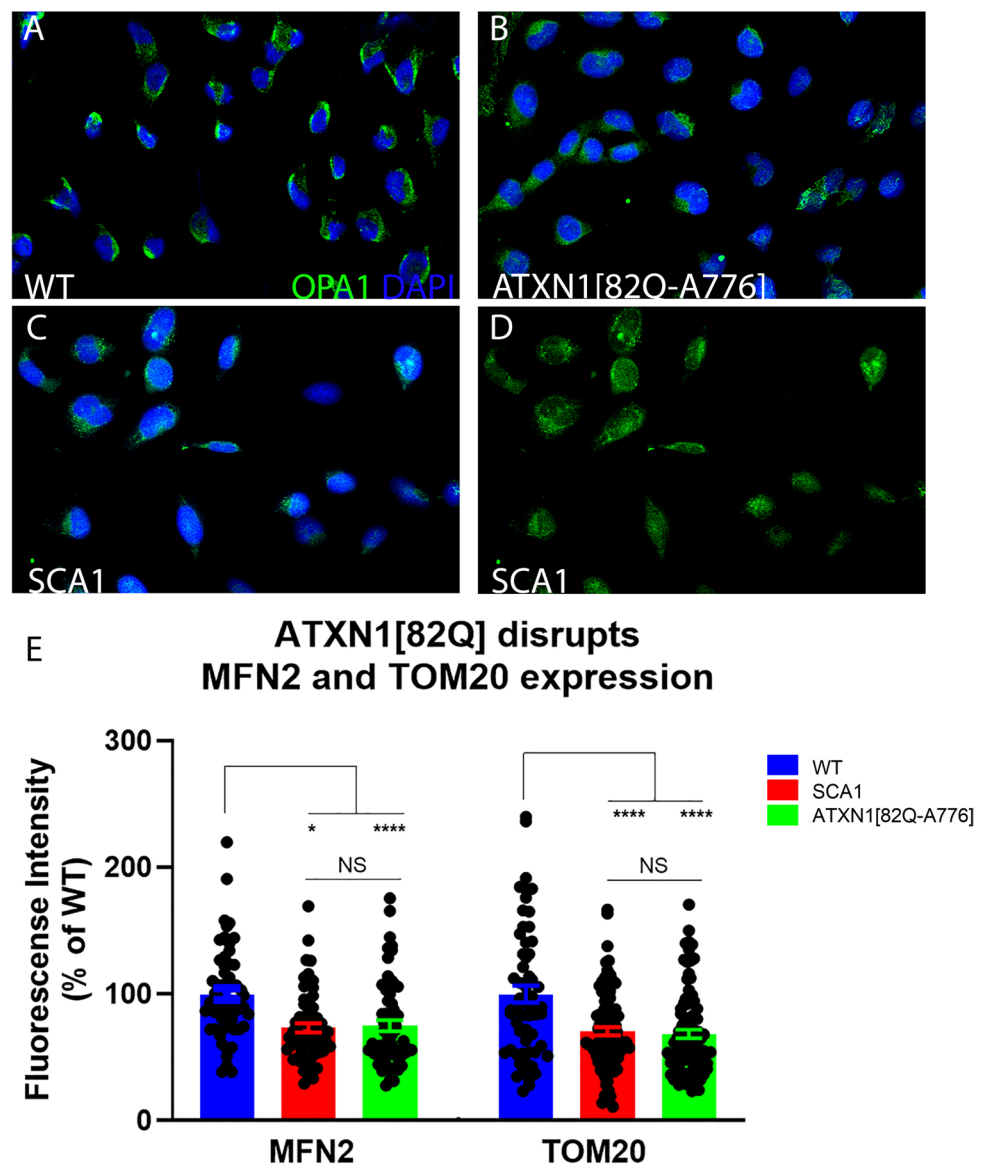 A
B
WT
OPA1 DAPI
ATXN1[82Q-A776]
C
D
SCA1
SCA1
E
ATXN1[82Q] disrupts
MFN2 and TOM20 expression
Fluorescense Intensity
(% of WT)
300
200
100
0
*
****
NS
****
****
NS
WT
SCA1
ATXN1[82Q-A776]
MFN2
TOM20